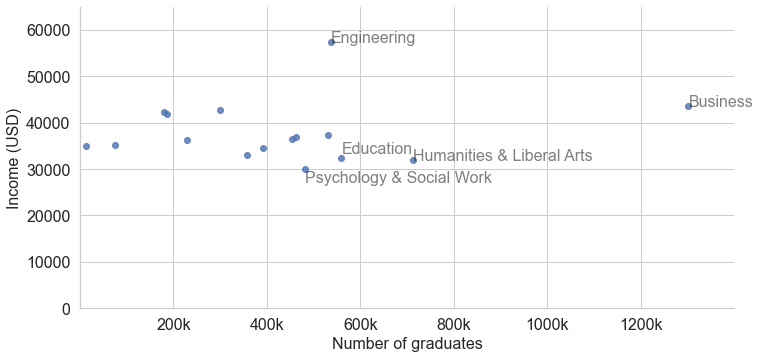 60000
50000
40000
30000
20000
10000
0
Income (USD)
Engineering
Business
Education
Humanities & Liberal Arts
Psychology & Social Work
200k
400k
600k
800k
1000k
1200k
Number of graduates